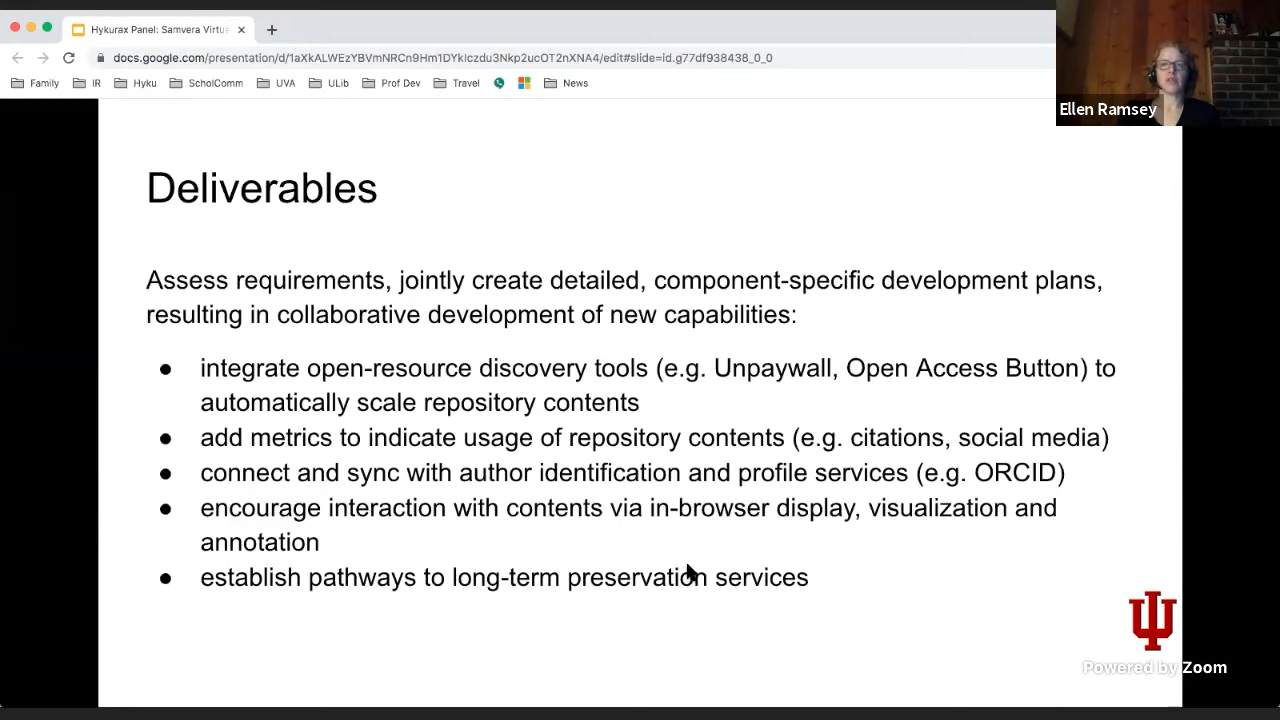 Hykurax Panel: Samvera Virtu
docs.google.com/presentation/d/1aXkALWEzYBVmNRCn9Hm1DYkIczdu3Nkp2ucOT2nXNA4/edit#slide=id.g77df938438_0_0
Family IR Hyku ScholComm UVA ULib Prof Dev Travel News
Ellen Ramsey
Deliverables
Assess requirements, jointly create detailed, component-specific development plans,
resulting in collaborative development of new capabilities:
● integrate open-resource discovery tools (e.g. Unpaywall, Open Access Button) to
automatically scale repository contents
● add metrics to indicate usage of repository contents (e.g. citations, social media)
● connect and sync with author identification and profile services (e.g. ORCID)
● encourage interaction with contents via in-browser display, visualization and
annotation
● establish pathways to long-term preservation services
Powered by Zoom